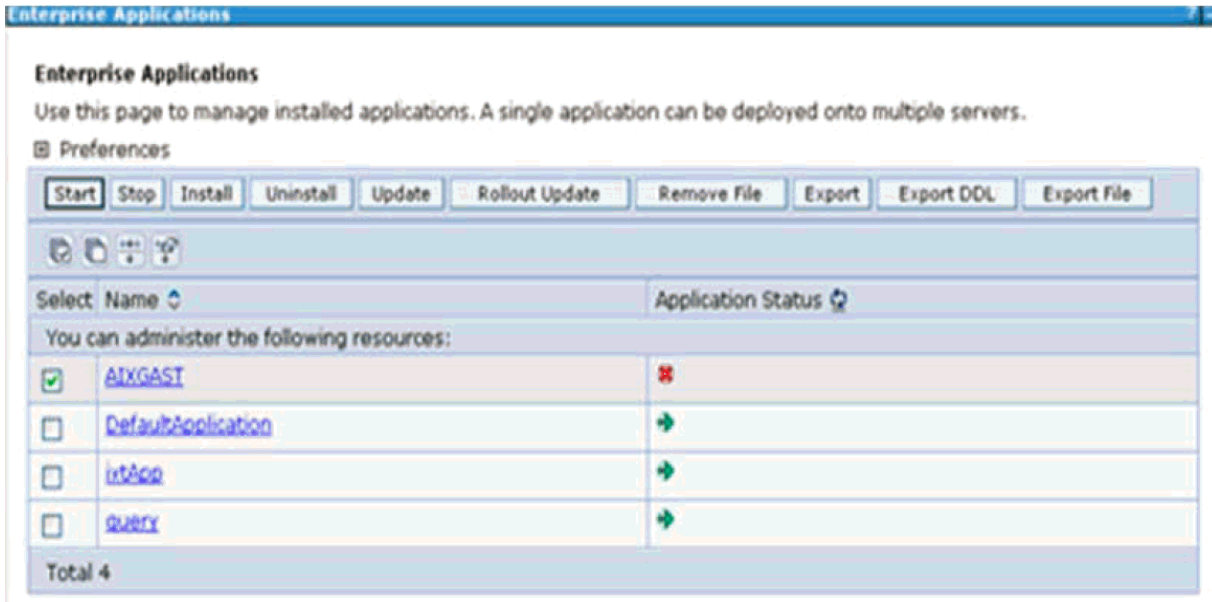 Enterprise Applications
?
Enterprise Applications
Use this page to manage installed applications. A single application can be deployed onto multiple servers.
Preferences
Start Stop Install Uninstall Update Rollout Update Remove File Export Export DDL Export File
Select Name Application Status
You can administer the following resources:
AIXGAST
DefaultApplication
ixtApp
query
Total 4